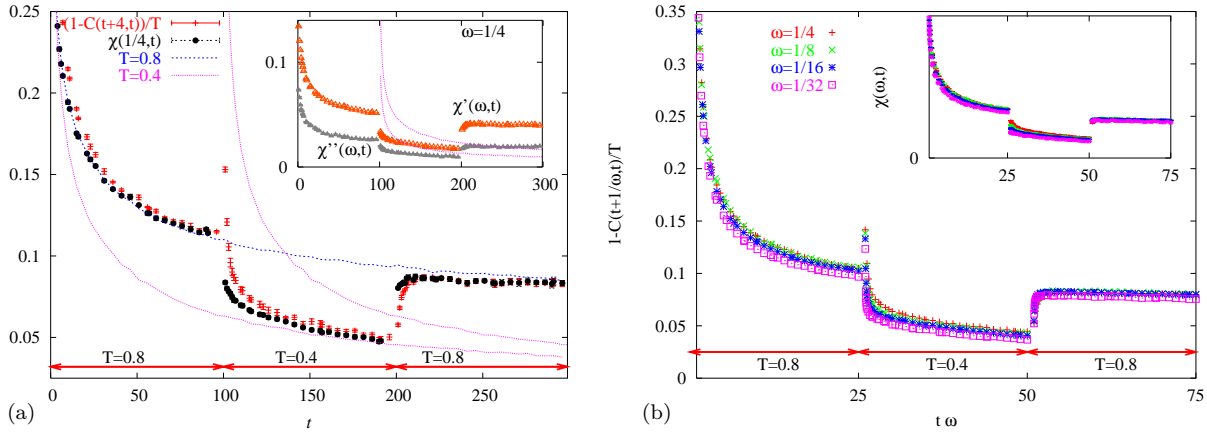 (1-C(t+4,t))/T
χ(1/4,t)
T=0.8
T=0.4
0.25
0.20
0.15
0.10
0.05
0 50 100 150 200 250
T=0.8 T=0.4 T=0.8
t
(a)
ω=1/4
0.1
0
χ'(ω,t)
χ''(ω,t)
0 100 200 300
ω=1/4
ω=1/8
ω=1/16
ω=1/32
1-C(t+1/ω,t)/T
0.35
0.3
0.25
0.2
0.15
0.1
0.05
0
T=0.8 T=0.4 T=0.8
0 25 50 75
t ω
(b)
χ(ω,t)
0
25 50 75